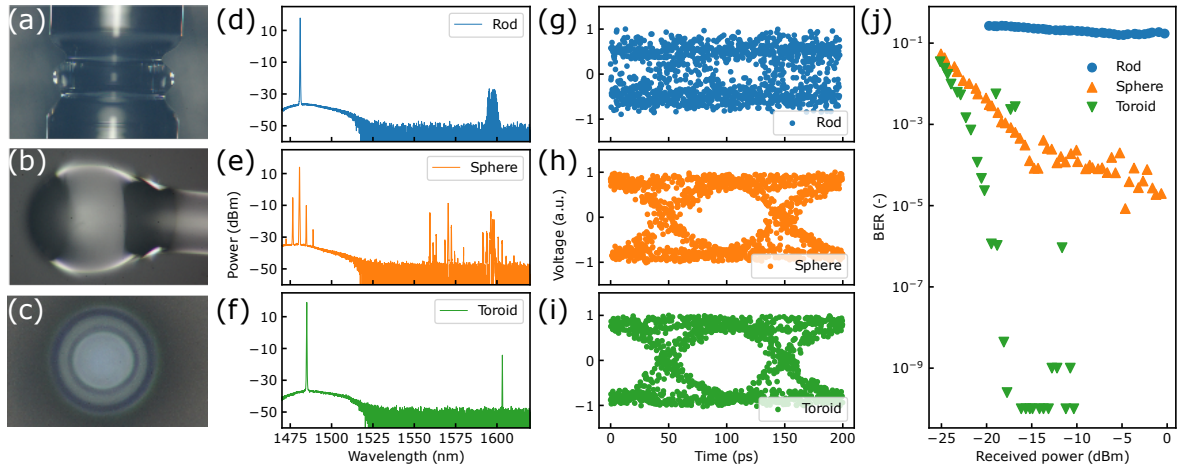 (a)
(b)
(c)
(d)
Rod
10
−10
−30
−50
(e)
Sphere
10
−10
−30
−50
Power (dBm)
(f)
Toroid
10
−10
−30
−50
1475 1500 1525 1550 1575 1600
Wavelength (nm)
(g)
1
0
−1
Rod
(h)
1
0
−1
Voltage (a.u.)
Sphere
(i)
1
0
−1
Toroid
0 50 100 150 200
Time (ps)
(j)
10⁻¹
10⁻³
10⁻⁵
10⁻⁷
10⁻⁹
BER (-)
Rod
Sphere
Toroid
−25 −20 −15 −10 −5 0
Received power (dBm)